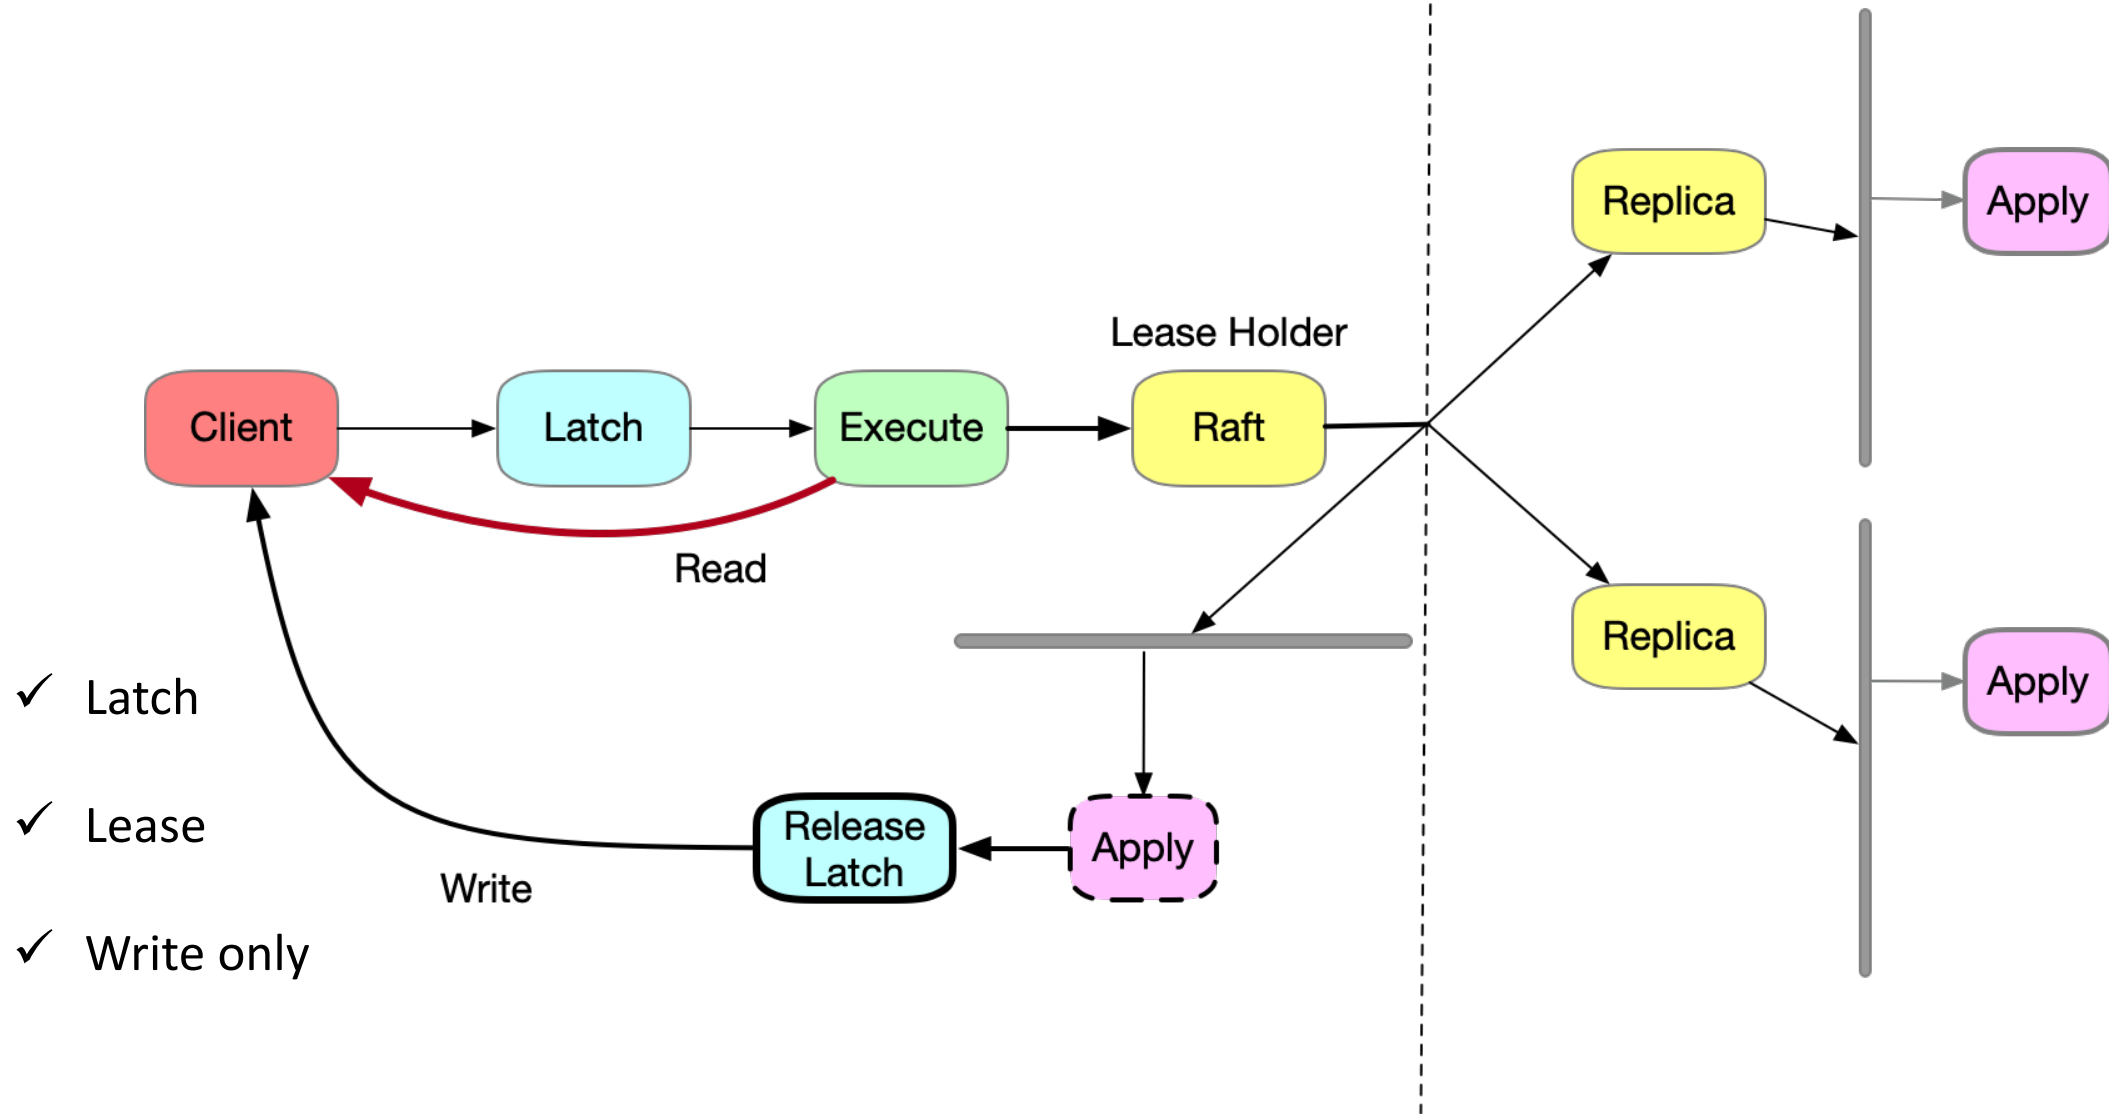 Replica
Apply
Lease Holder
Client
Latch
Execute
Raft
Read
Replica
Apply
✓ Latch
✓ Lease
✓ Write only
Release
Latch
Apply
Write